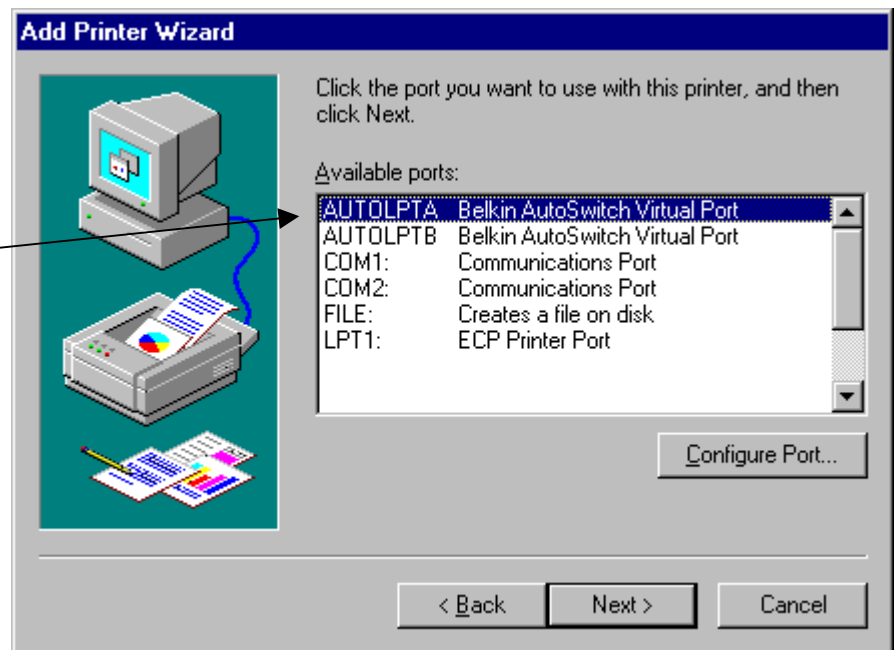 Add Printer Wizard
Click the port you want to use with this printer, and then
click Next.
Available ports:
AUTOLPTA Belkin AutoSwitch Virtual Port
AUTOLPTB Belkin AutoSwitch Virtual Port
COM1: Communications Port
COM2: Communications Port
FILE: Creates a file on disk
LPT1: ECP Printer Port
Configure Port...
< Back Next > Cancel